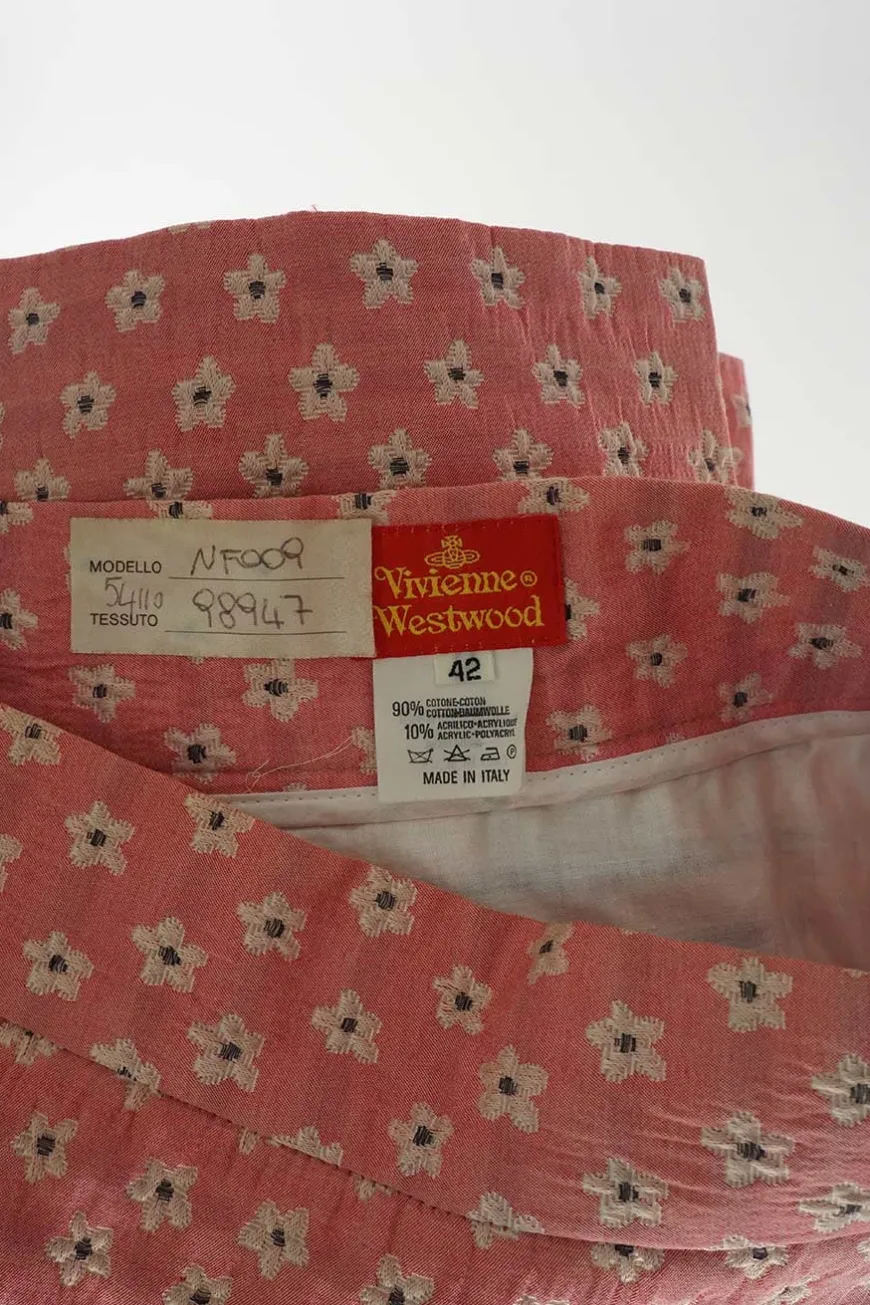 MODELLO NF009
54110
TESSUTO 98947
Vivienne®
Westwood
42
90% COTONE-COTON
COTTON-BAUMWOLLE
10% ACRILICO-ACRYLIQUE
ACRYLIC-POLYACRYL
P
MADE IN ITALY